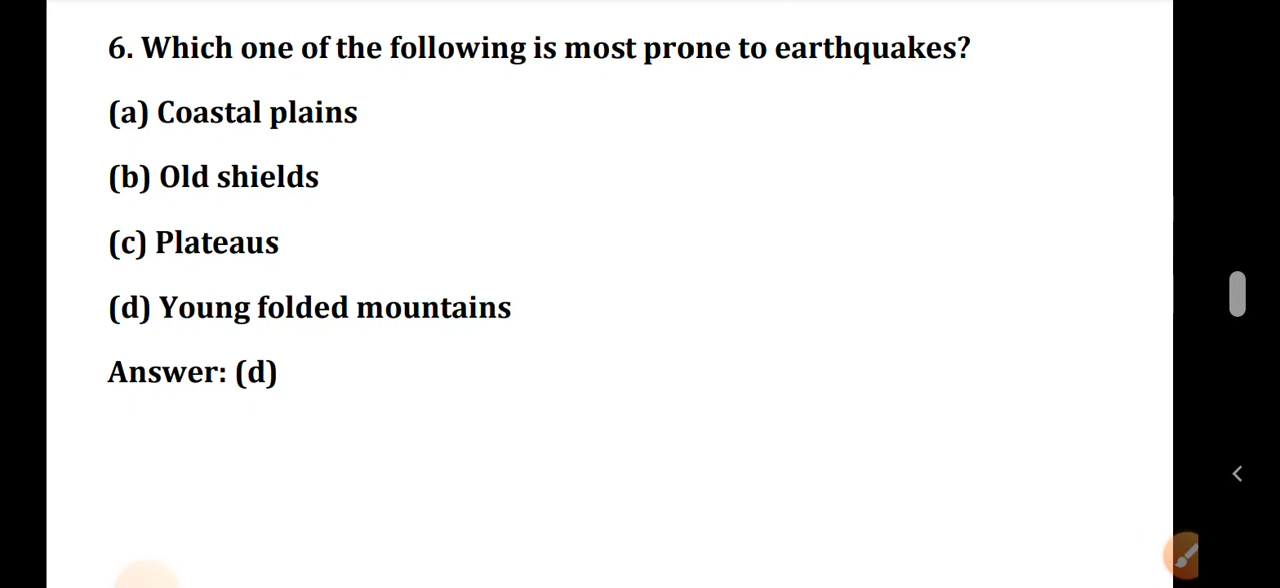 6. Which one of the following is most prone to earthquakes?
(a) Coastal plains
(b) Old shields
(c) Plateaus
(d) Young folded mountains
Answer: (d)